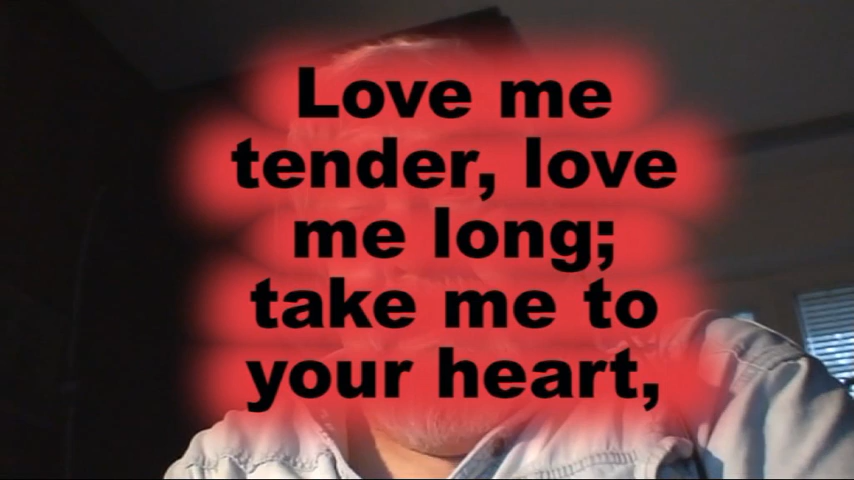 Love me
tender, love
me long;
take me to
your heart,